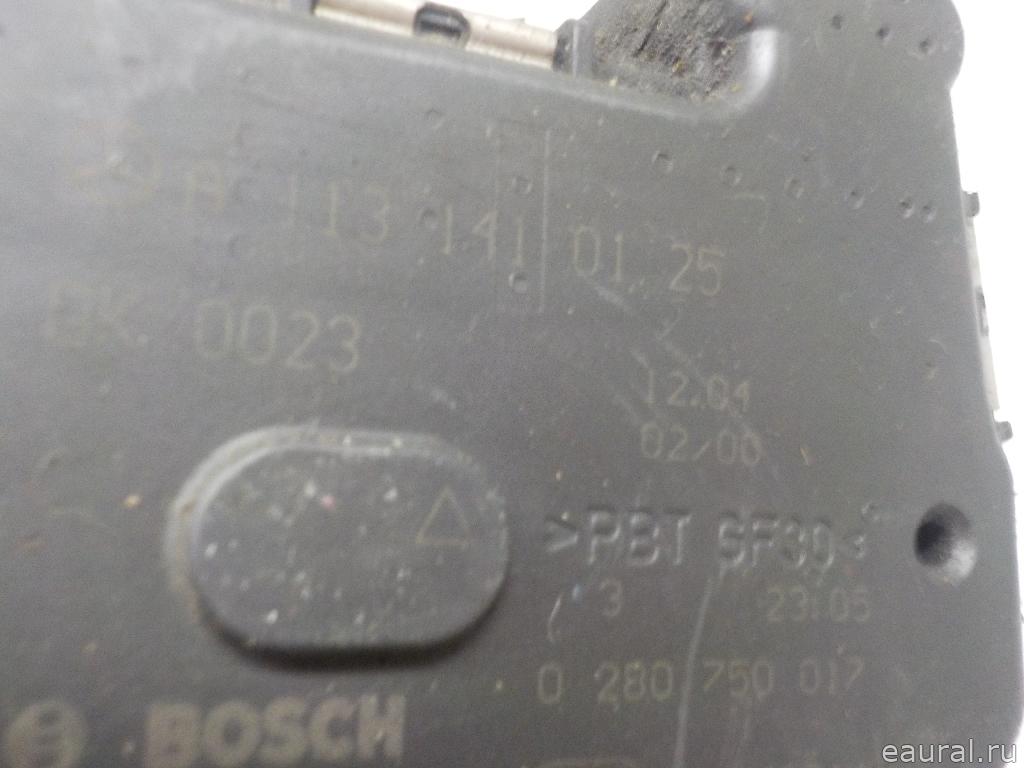 A 113 141 01 25
DK 0023
12.04
02/00
>PBT GF30<
3 23.05
0 280 750 017
BOSCH
eaural.ru